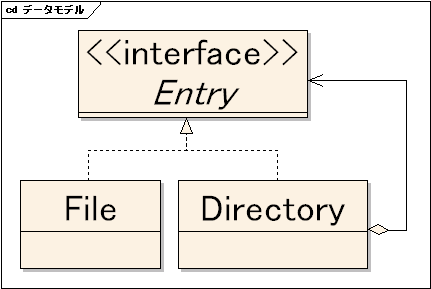 cd データモデル
<<interface>>
Entry
File
Directory